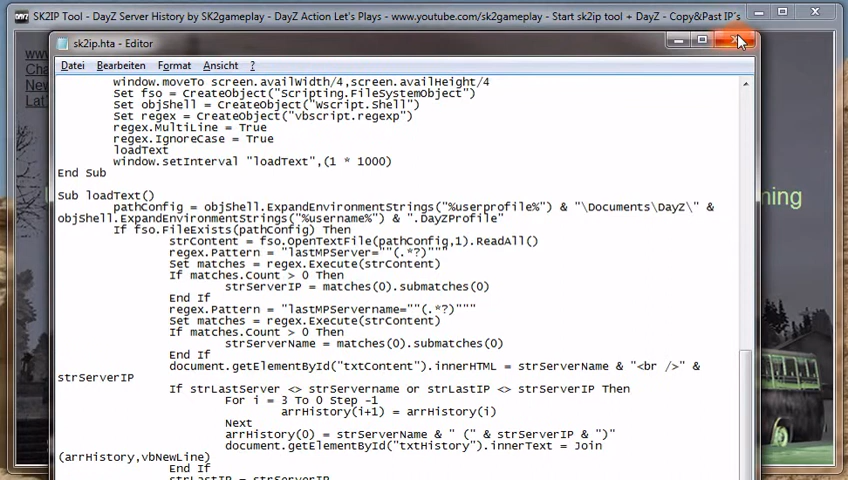 SK2IP Tool - DayZ Server History by SK2gameplay - DayZ Action Let's Plays - www.youtube.com/sk2gameplay - Start sk2ip tool + DayZ - Copy&Past IP´s
sk2ip.hta - Editor
Datei Bearbeiten Format Ansicht ?
window.moveTo screen.availWidth/4,screen.availHeight/4
Set fso = CreateObject("Scripting.FileSystemObject")
Set objShell = CreateObject("Wscript.Shell")
Set regex = CreateObject("vbscript.regexp")
regex.MultiLine = True
regex.IgnoreCase = True
loadText
window.setInterval "loadText",(1 * 1000)
End Sub
Sub loadText()
pathConfig = objShell.ExpandEnvironmentStrings("%userprofile%") & "\Documents\DayZ\" &
objShell.ExpandEnvironmentStrings("%username%") & ".DayZProfile"
If fso.FileExists(pathConfig) Then
strContent = fso.OpenTextFile(pathConfig,1).ReadAll()
regex.Pattern = "lastMPServer=""(.*?)"""
Set matches = regex.Execute(strContent)
If matches.Count > 0 Then
strServerIP = matches(0).submatches(0)
End If
regex.Pattern = "lastMPServername=""(.*?)"""
Set matches = regex.Execute(strContent)
If matches.Count > 0 Then
strServerName = matches(0).submatches(0)
End If
document.getElementById("txtContent").innerHTML = strServerName & "<br />" &
strServerIP
If strLastServer <> strServername or strLastIP <> strServerIP Then
For i = 3 To 0 Step -1
arrHistory(i+1) = arrHistory(i)
Next
arrHistory(0) = strServerName & " (" & strServerIP & ")"
document.getElementById("txtHistory").innerText = Join
(arrHistory,vbNewLine)
End If
strLastIP = strServerIP
www
Cha
New
Lat
ming